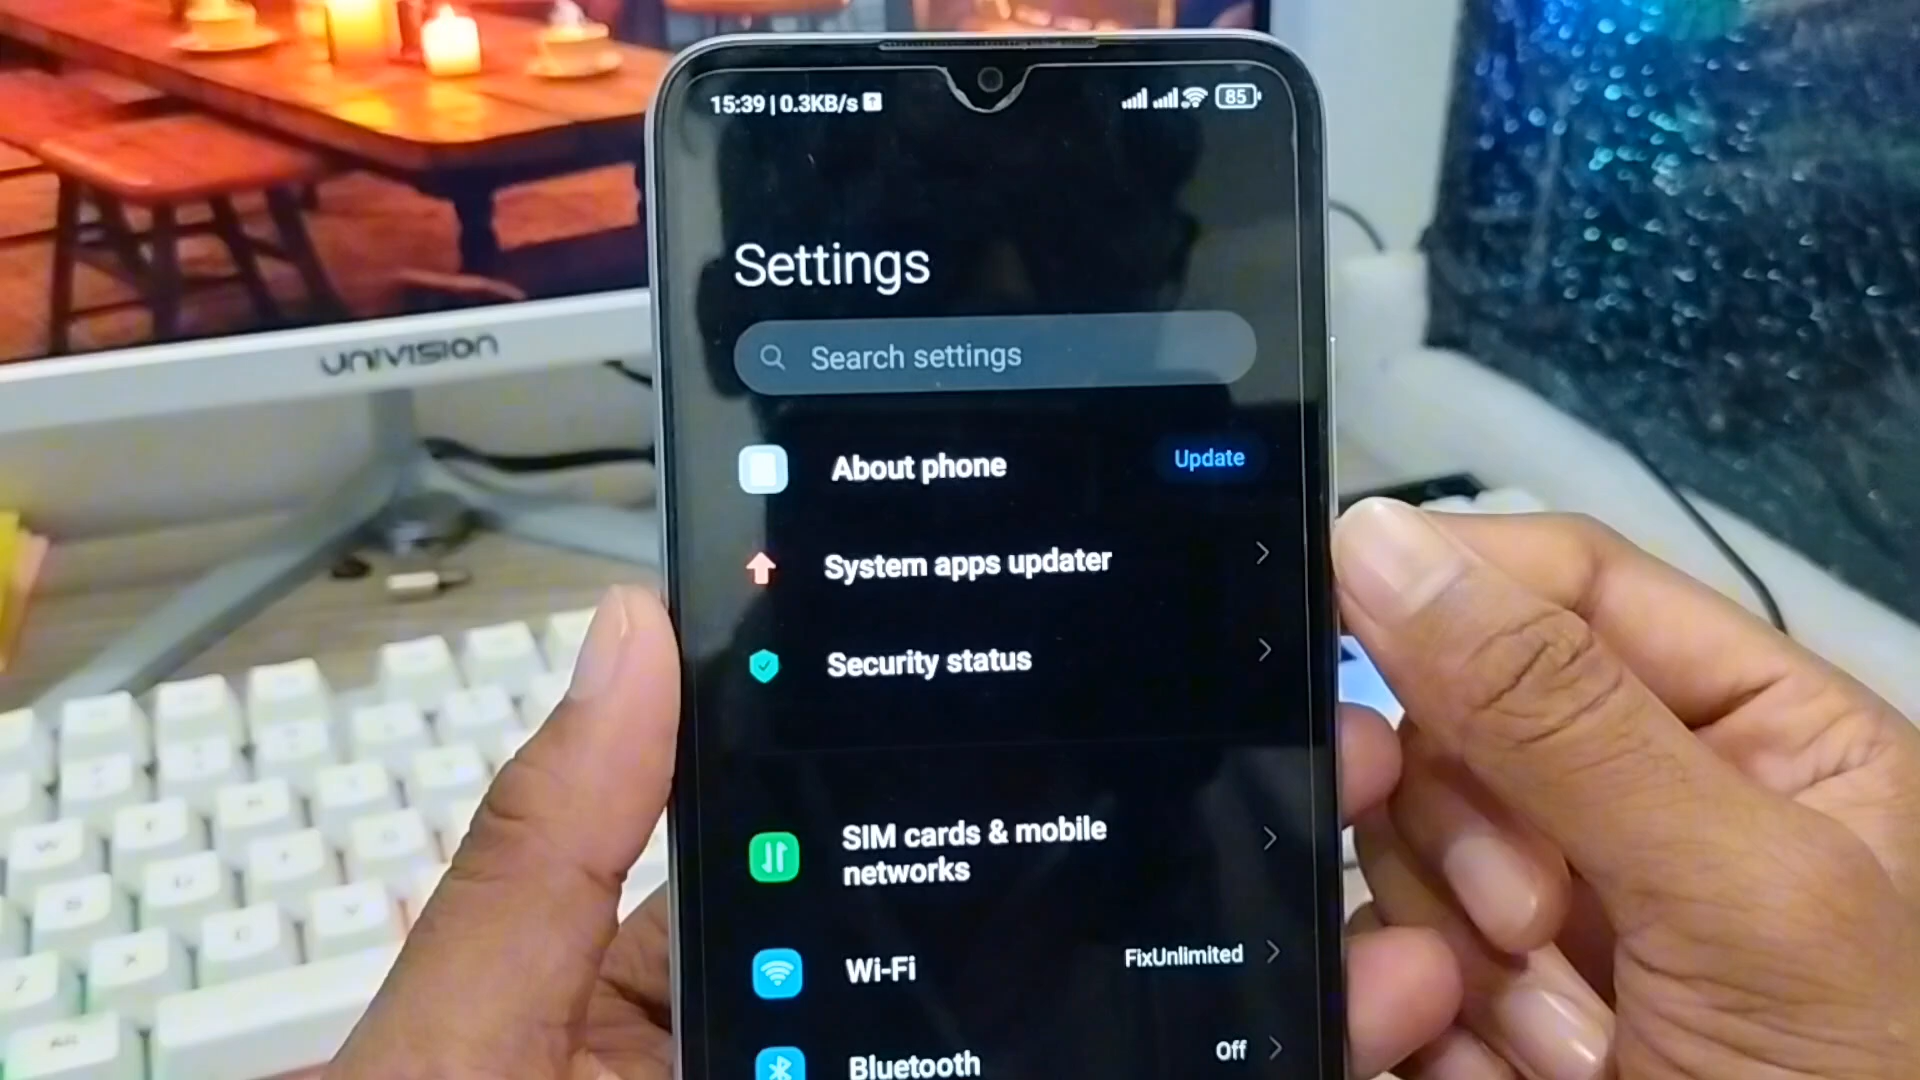 15:39 | 0.3KB/s
85
UNIVISION
Settings
Search settings
About phone
Update
System apps updater
Security status
SIM cards & mobile
networks
Wi-Fi
FixUnlimited
Bluetooth
Off